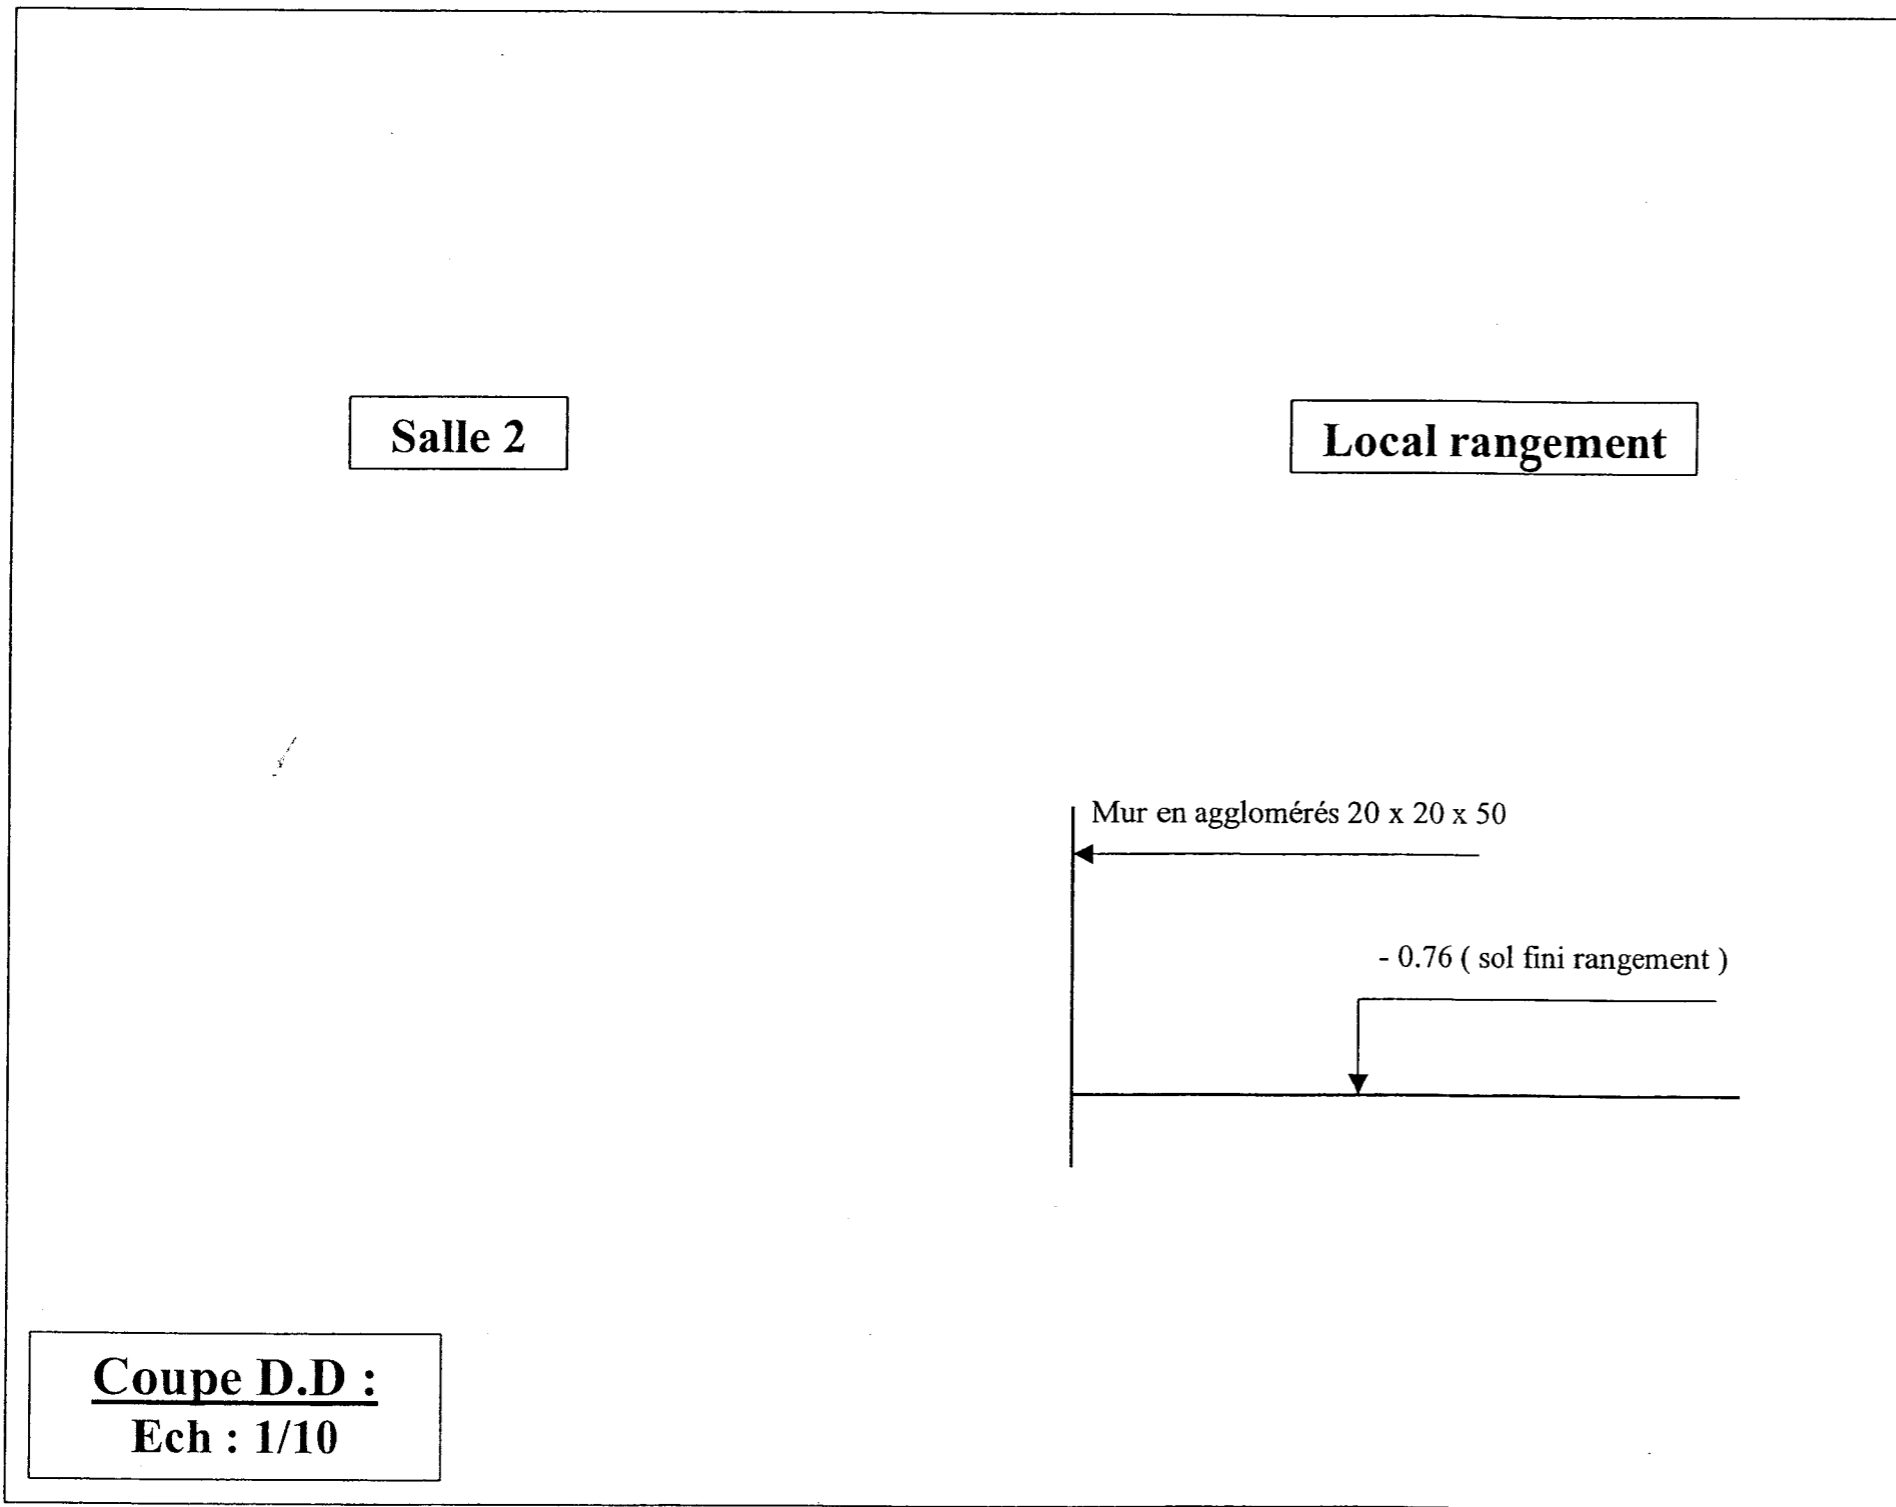 Salle 2
Local rangement
Mur en agglomérés 20 x 20 x 50
- 0.76 ( sol fini rangement )
Coupe D.D :
Ech : 1/10